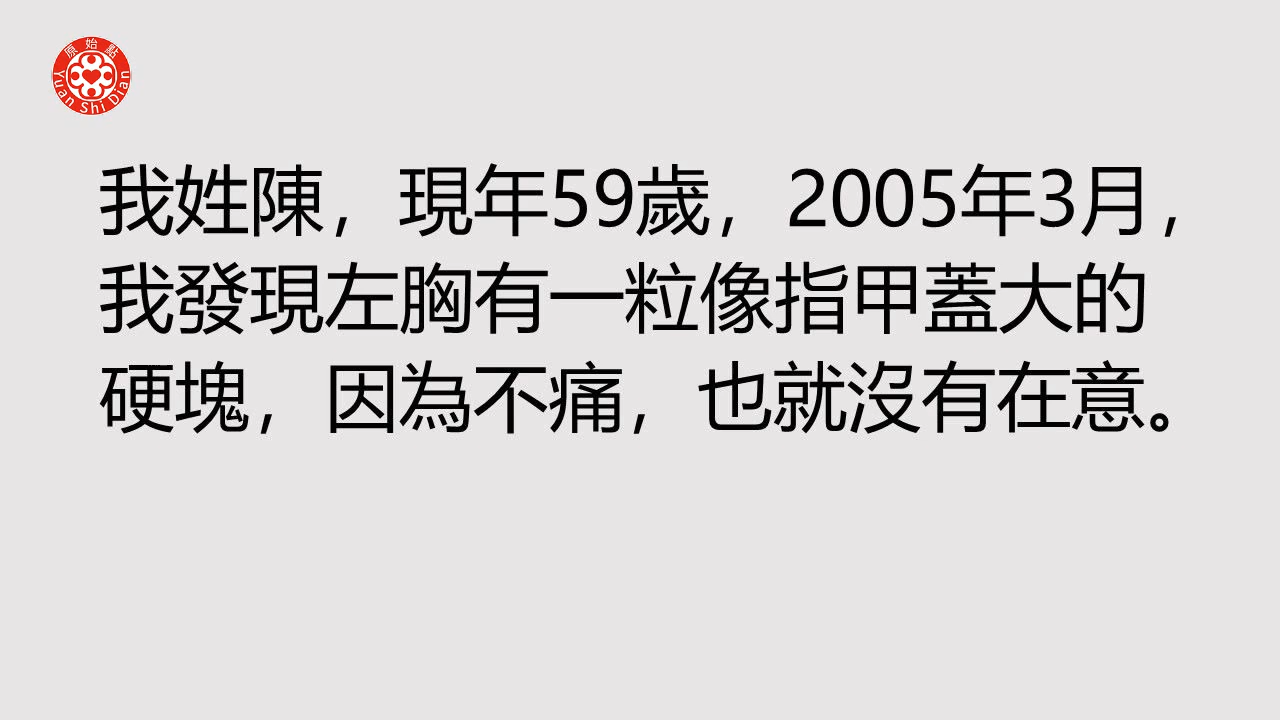 原始點
Yuan Shi Dian
我姓陳，現年59歲，2005年3月，
我發現左胸有一粒像指甲蓋大的
硬塊，因為不痛，也就沒有在意。